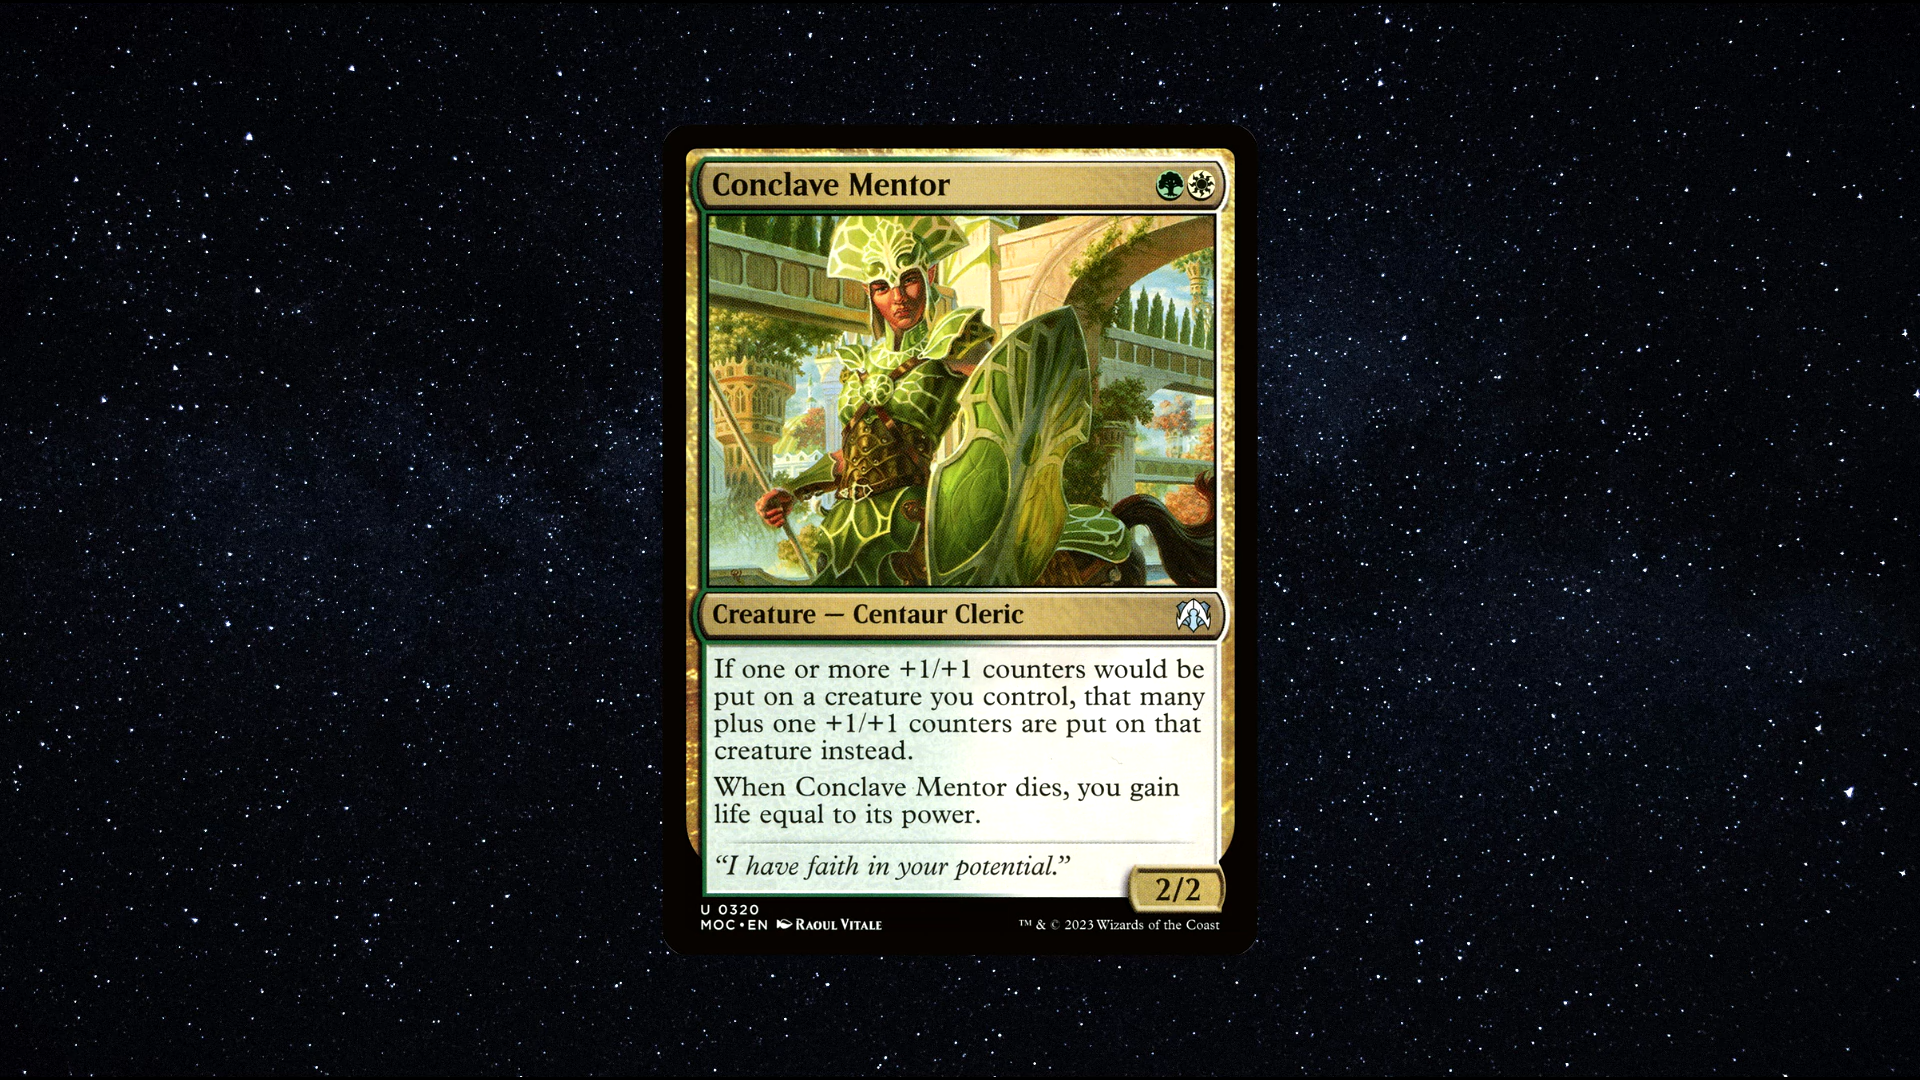 Conclave Mentor
Creature — Centaur Cleric
If one or more +1/+1 counters would be
put on a creature you control, that many
plus one +1/+1 counters are put on that
creature instead.
When Conclave Mentor dies, you gain
life equal to its power.
“I have faith in your potential.”
2/2
U 0320
MOC • EN Raoul Vitale
™ & © 2023 Wizards of the Coast